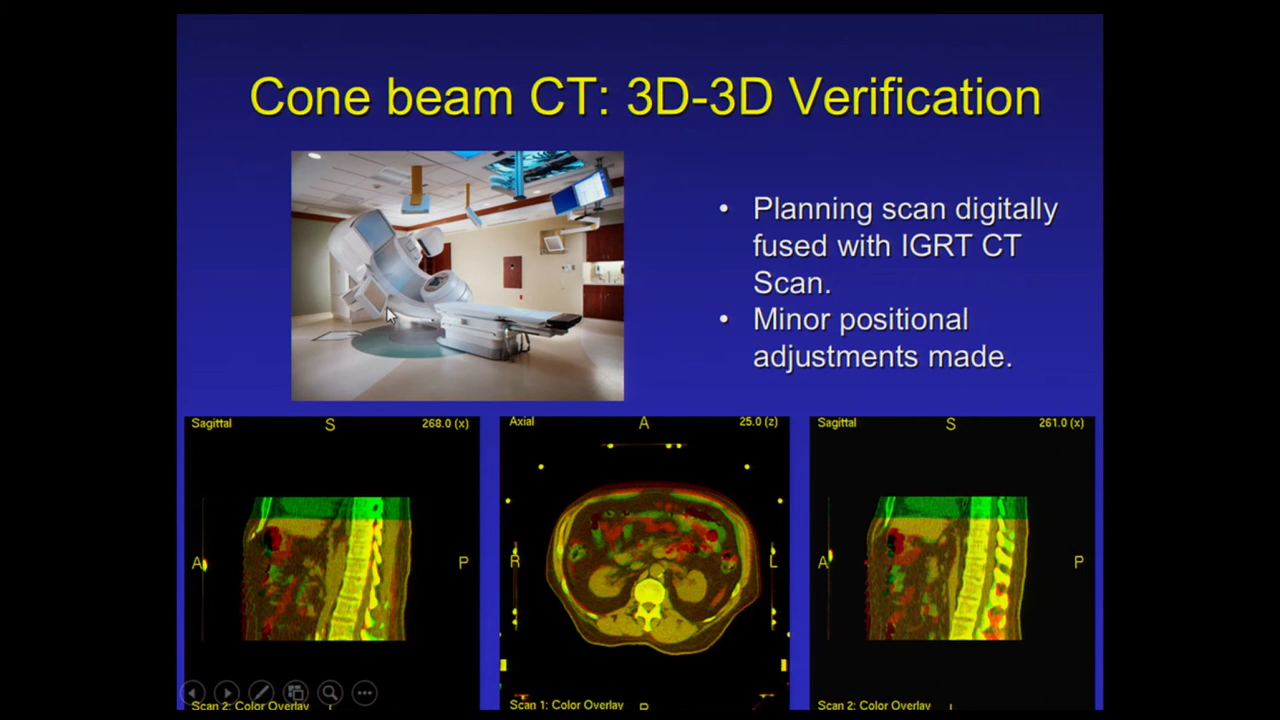 Cone beam CT: 3D-3D Verification
• Planning scan digitally
fused with IGRT CT
Scan.
• Minor positional
adjustments made.
Sagittal S 268.0 (x)
A P
Scan 2: Color Overlay
Axial A 25.0 (z)
R L
Scan 1: Color Overlay
Sagittal S 261.0 (x)
A P
Scan 2: Color Overlay